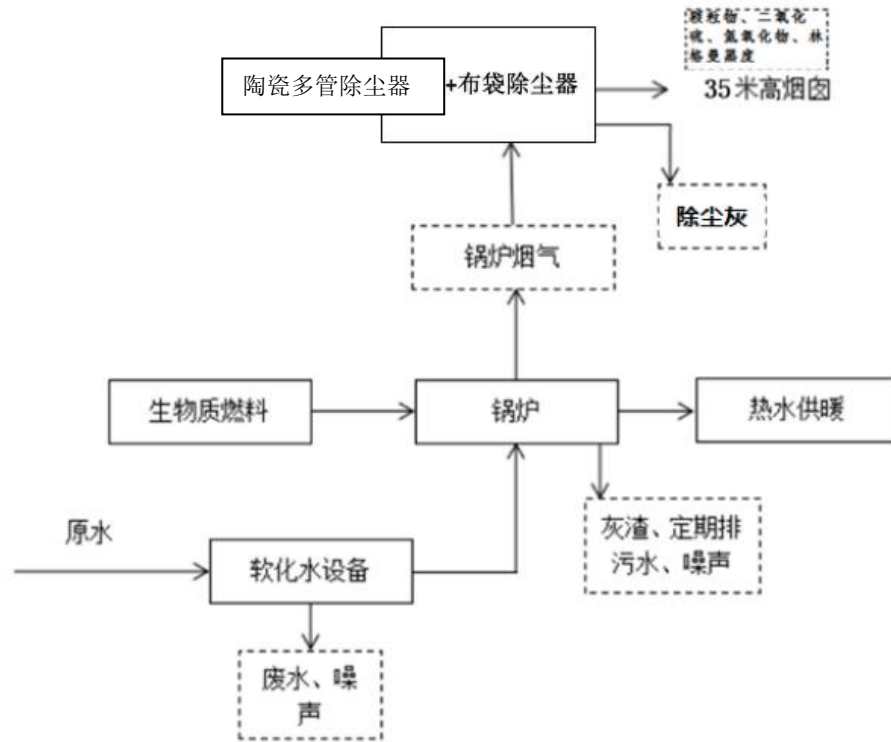 颗粒物、二氧化
硫、氮氧化物、林
格曼黑度
35米高烟囱
陶瓷多管除尘器
+布袋除尘器
除尘灰
锅炉烟气
生物质燃料
锅炉
热水供暖
灰渣、定期排
污水、噪声
原水
软化水设备
废水、噪
声